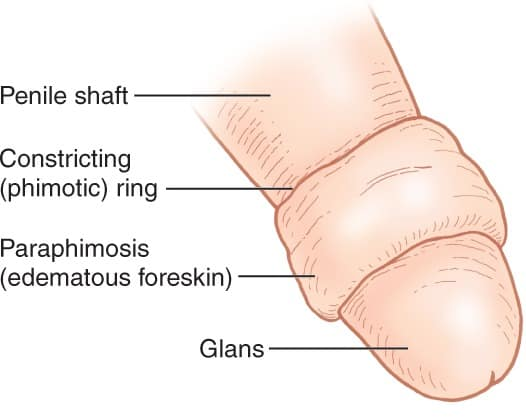 Penile shaft
Constricting
(phimotic) ring
Paraphimosis
(edematous foreskin)
Glans